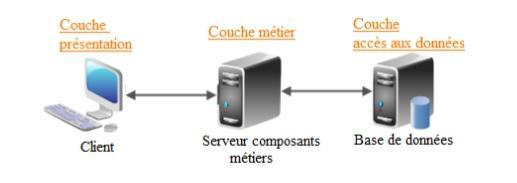 Couche
présentation
Couche métier
Couche
accès aux données
Client
Serveur composants
métiers
Base de données